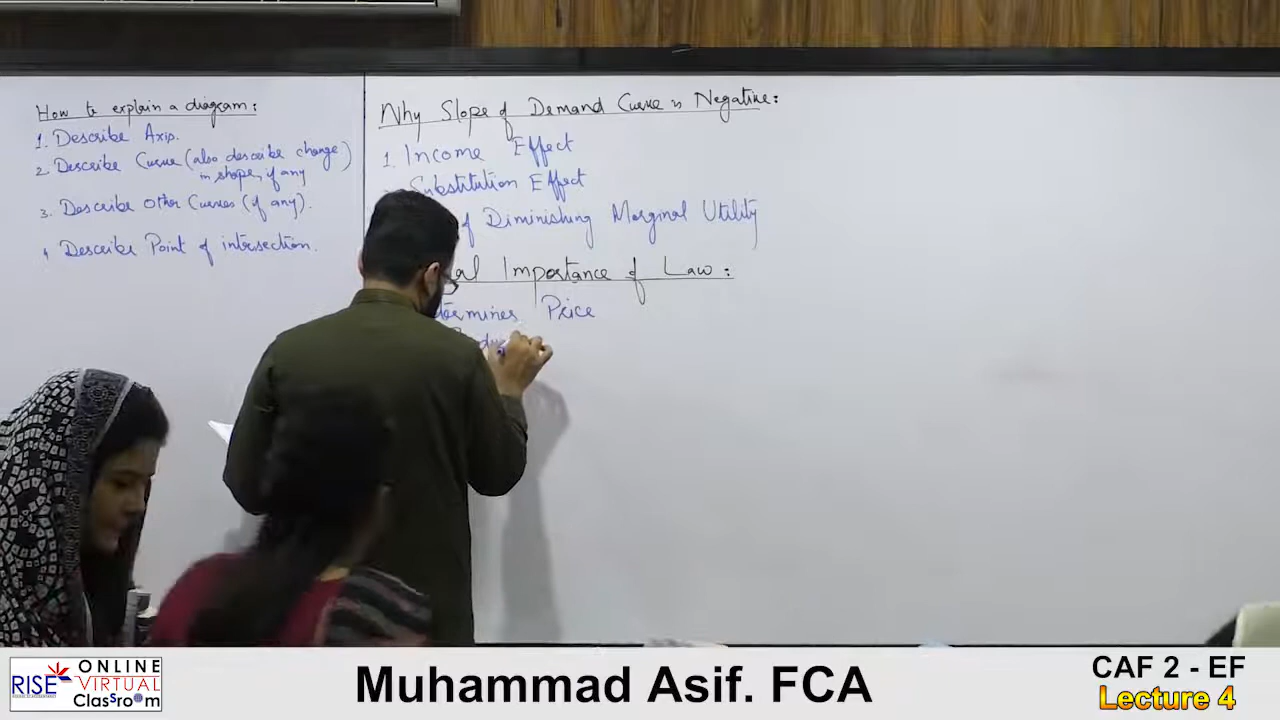 How to explain a diagram:
1. Describe Axis.
2. Describe Curve (also describe change)
in shape, if any
3. Describe Other Curves (if any).
4 Describe Point of intersection.
Why Slope of Demand Curve is Negative:
1. Income Effect
Substitution Effect
of Diminishing Marginal Utility
al Importance of Law:
termines Price
RISE
ONLINE
VIRTUAL
Classroom
Muhammad Asif. FCA
CAF 2 - EF
Lecture 4